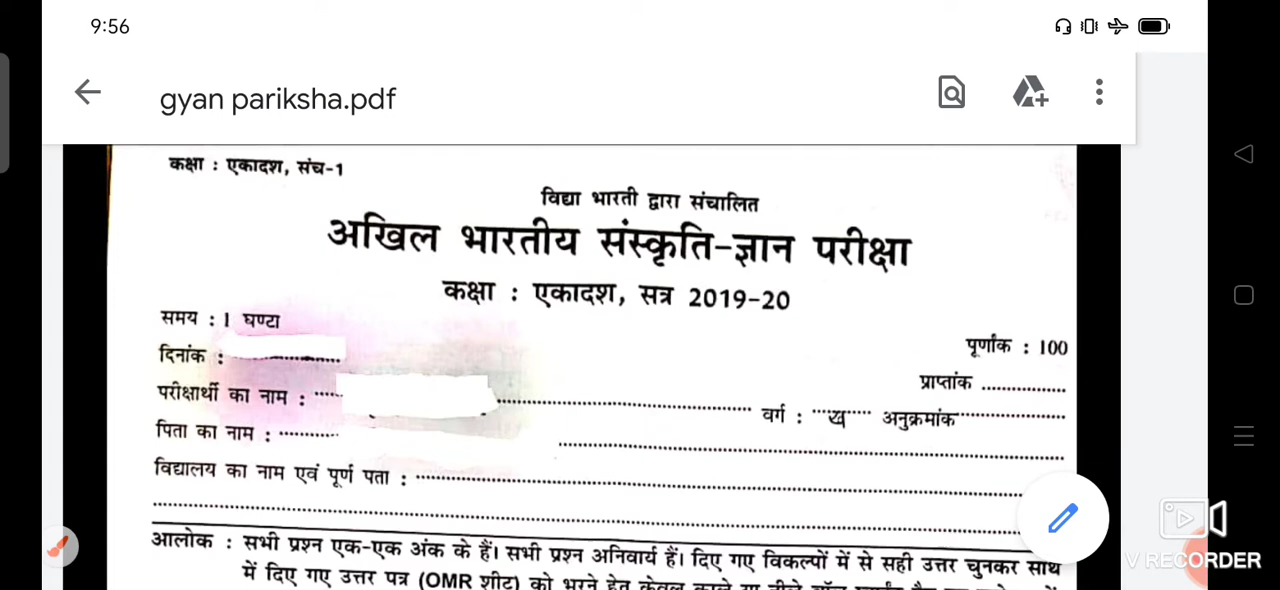 9:56
gyan pariksha.pdf
कक्षा : एकादश, संच-1
विद्या भारती द्वारा संचालित
अखिल भारतीय संस्कृति-ज्ञान परीक्षा
कक्षा : एकादश, सत्र 2019-20
समय : 1 घण्टा
पूर्णांक : 100
दिनांक :
प्राप्तांक
परीक्षार्थी का नाम : वर्ग : ख अनुक्रमांक
पिता का नाम :
विद्यालय का नाम एवं पूर्ण पता :
आलोक : सभी प्रश्न एक-एक अंक के हैं। सभी प्रश्न अनिवार्य हैं। दिए गए विकल्पों में से सही उत्तर चुनकर साथ
में दिए गए उत्तर पत्र (OMR शीट) को भरने हेतु केवल काले या नीले
V RECORDER